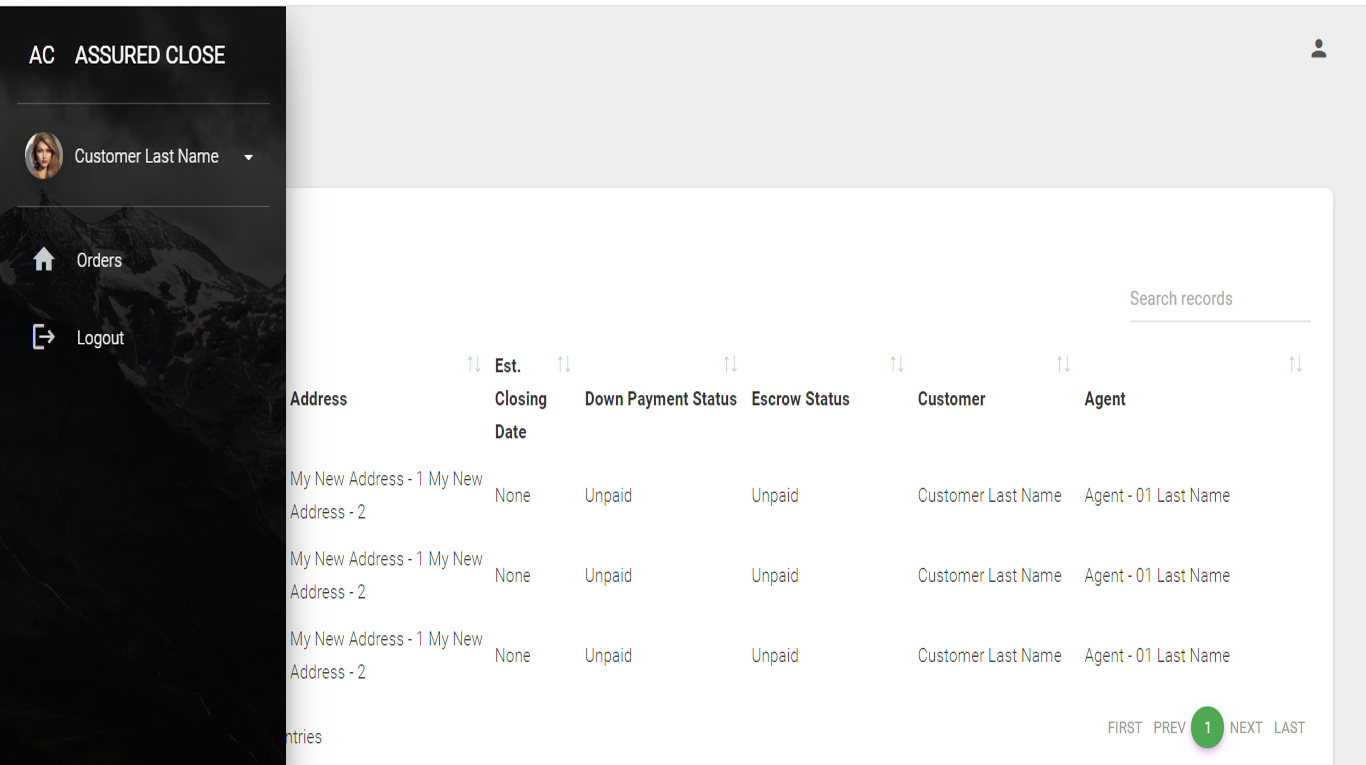 AC ASSURED CLOSE
Customer Last Name
Orders
Logout
Search records
Address
Est. Closing Date
Down Payment Status
Escrow Status
Customer
Agent
My New Address - 1 My New
Address - 2
None
Unpaid
Unpaid
Customer Last Name
Agent - 01 Last Name
My New Address - 1 My New
Address - 2
None
Unpaid
Unpaid
Customer Last Name
Agent - 01 Last Name
My New Address - 1 My New
Address - 2
None
Unpaid
Unpaid
Customer Last Name
Agent - 01 Last Name
ntries
FIRST PREV 1 NEXT LAST